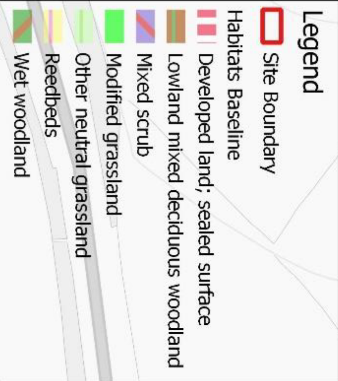 Legend
Site Boundary
Habitats Baseline
Developed land; sealed surface
Lowland mixed deciduous woodland
Mixed scrub
Modified grassland
Other neutral grassland
Reedbeds
Wet woodland